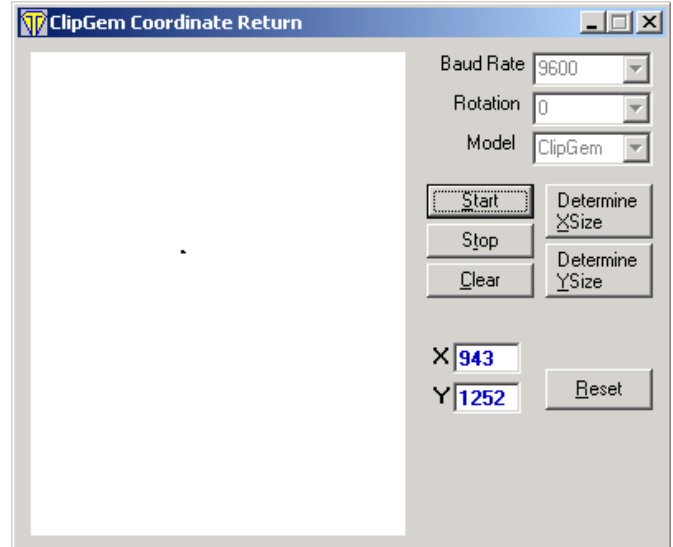 ClipGem Coordinate Return
Baud Rate 9600
Rotation 0
Model ClipGem
Start
Determine
XSize
Stop
Determine
YSize
Clear
X 943
Y 1252
Reset